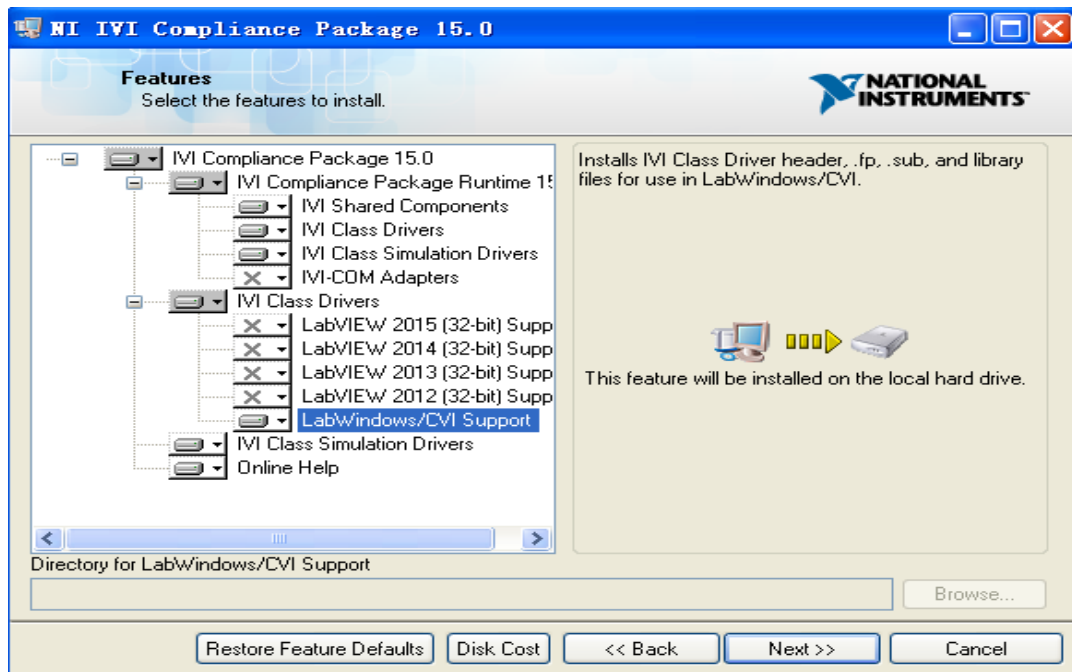 NI IVI Compliance Package 15.0
Features
Select the features to install.
NATIONAL
INSTRUMENTS
IVI Compliance Package 15.0
IVI Compliance Package Runtime 15
IVI Shared Components
IVI Class Drivers
IVI Class Simulation Drivers
IVI-COM Adapters
IVI Class Drivers
LabVIEW 2015 (32-bit) Supp
LabVIEW 2014 (32-bit) Supp
LabVIEW 2013 (32-bit) Supp
LabVIEW 2012 (32-bit) Supp
LabWindows/CVI Support
IVI Class Simulation Drivers
Online Help
Installs IVI Class Driver header, .fp, .sub, and library
files for use in LabWindows/CVI.
This feature will be installed on the local hard drive.
Directory for LabWindows/CVI Support
Browse...
Restore Feature Defaults
Disk Cost
<< Back
Next >>
Cancel